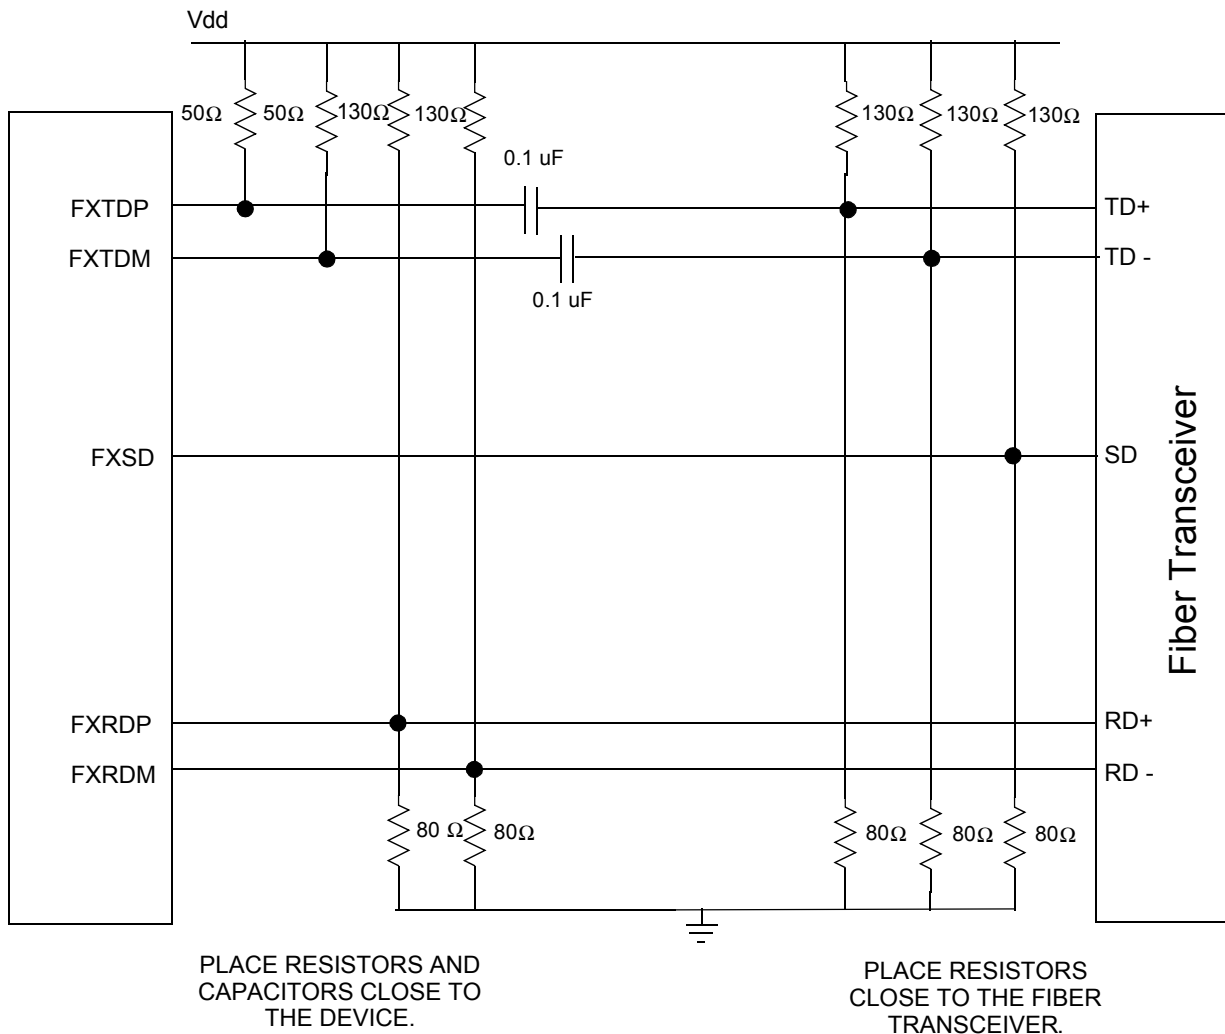 Vdd
50Ω 50Ω 130Ω 130Ω 130Ω 130Ω 130Ω
0.1 uF
FXTDP TD+
FXTDM TD -
0.1 uF
FXSD SD
Fiber Transceiver
FXRDP RD+
FXRDM RD -
80 Ω 80Ω 80Ω 80Ω 80Ω
PLACE RESISTORS AND
CAPACITORS CLOSE TO
THE DEVICE.
PLACE RESISTORS
CLOSE TO THE FIBER
TRANSCEIVER.